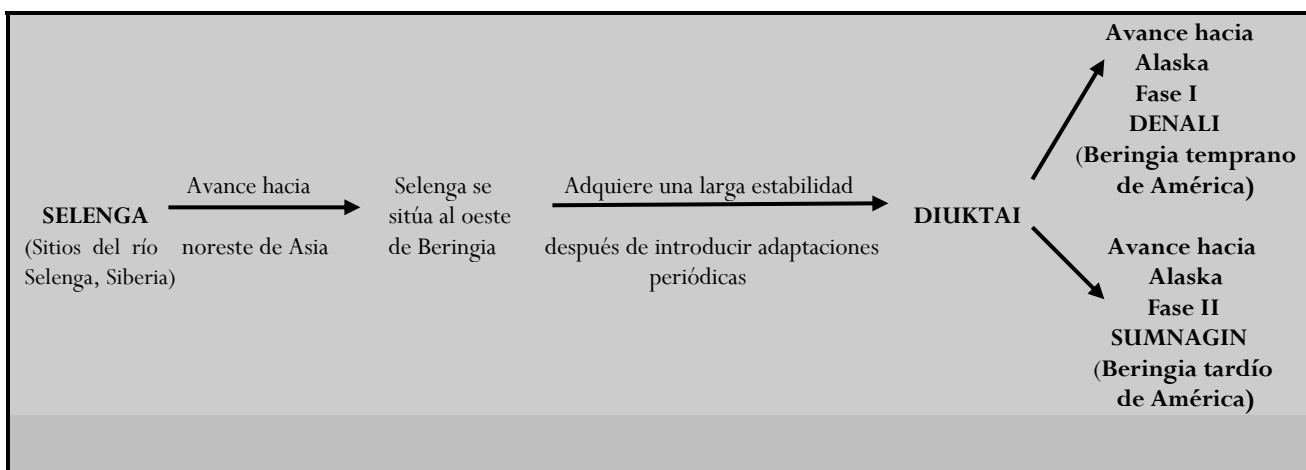 SELENGA
(Sitios del río
Selenga, Siberia)
Avance hacia
noreste de Asia
Selenga se
sitúa al oeste
de Beringia
Adquiere una larga estabilidad
después de introducir adaptaciones
periódicas
DIUKTAI
Avance hacia
Alaska
Fase I
DENALI
(Beringia temprano
de América)
Avance hacia
Alaska
Fase II
SUMNAGIN
(Beringia tardío
de América)